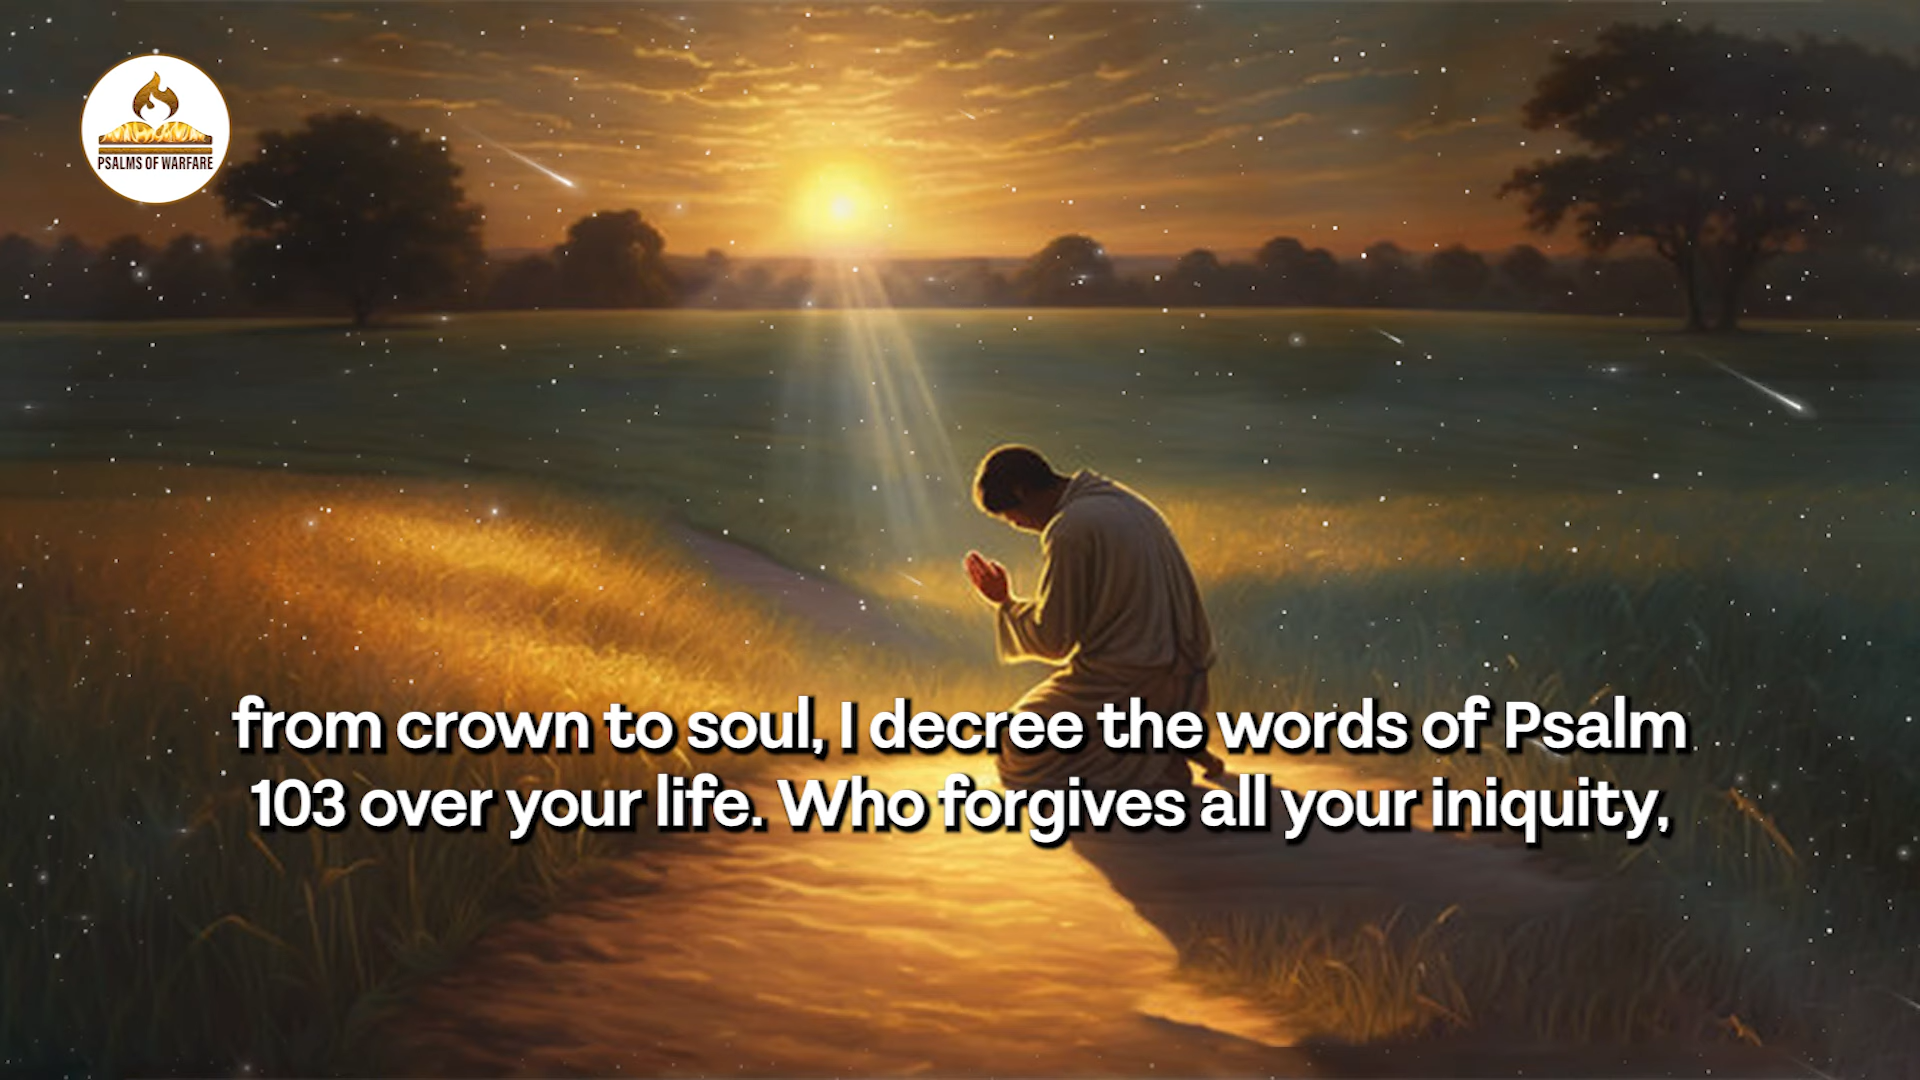 PSALMS OF WARFARE
from crown to soul, I decree the words of Psalm
103 over your life. Who forgives all your iniquity,